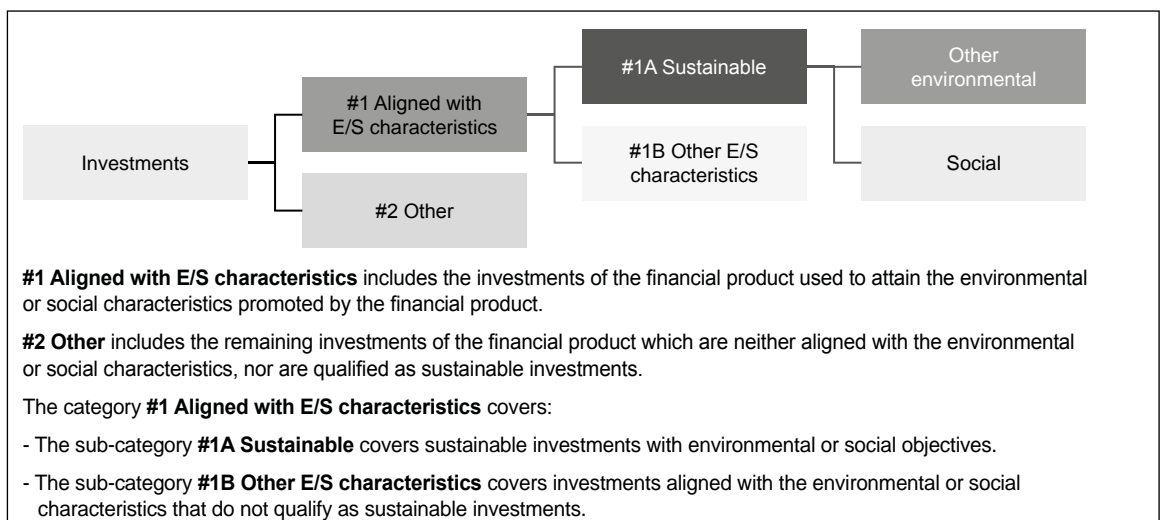 #1A Sustainable
Other
environmental
#1 Aligned with
E/S characteristics
Investments
#1B Other E/S
characteristics
Social
#2 Other
#1 Aligned with E/S characteristics includes the investments of the financial product used to attain the environmental
or social characteristics promoted by the financial product.
#2 Other includes the remaining investments of the financial product which are neither aligned with the environmental
or social characteristics, nor are qualified as sustainable investments.
The category #1 Aligned with E/S characteristics covers:
- The sub-category #1A Sustainable covers sustainable investments with environmental or social objectives.
- The sub-category #1B Other E/S characteristics covers investments aligned with the environmental or social
characteristics that do not qualify as sustainable investments.